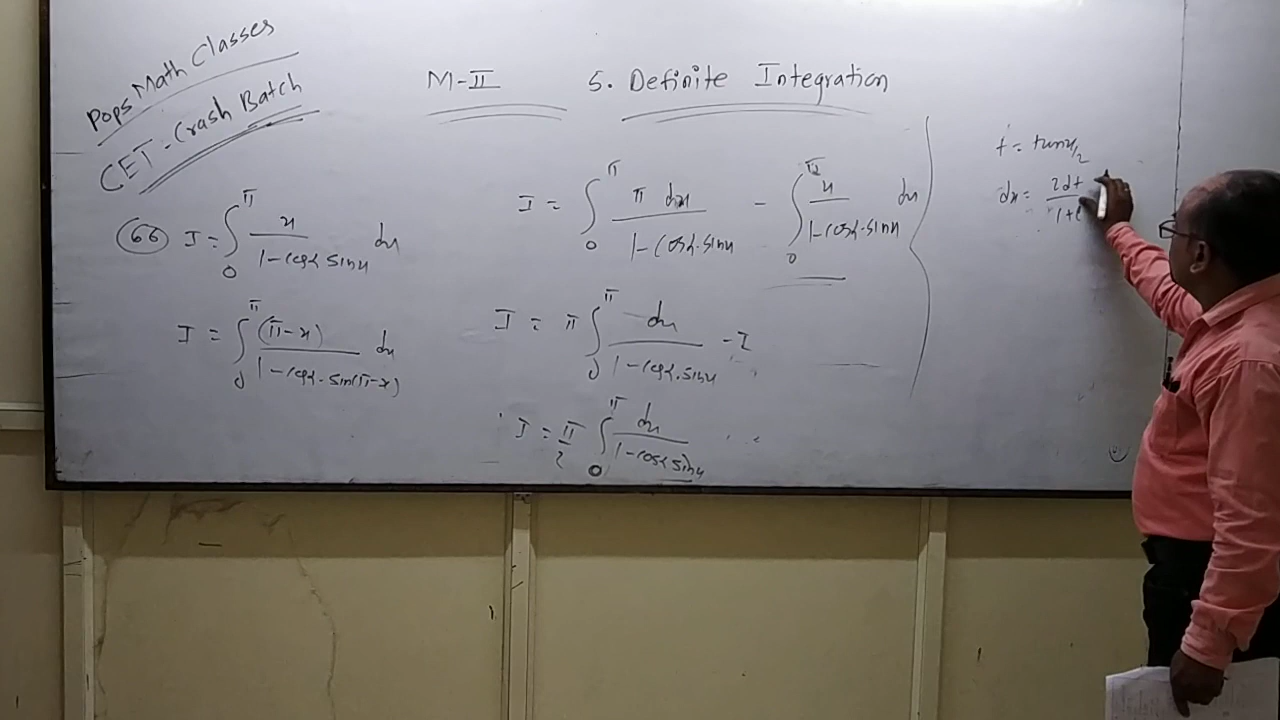 Pops Math Classes
CET-Crash Batch
M-II
5. Definite Integration
66 I = ∫₀^π x / (1 - cosα sinx) dx
I = ∫₀^π (π-x) / (1 - cosα. sin(π-x)) dx
I = ∫₀^π π dx / (1 - cosα. sinx) - ∫₀^π x / (1 - cosα. sinx) dx
I = π ∫₀^π dx / (1 - cosα. sinx) - I
I = π/2 ∫₀^π dx / (1 - cosα sinx)
t = tan x/2
dx = 2dt / 1+t